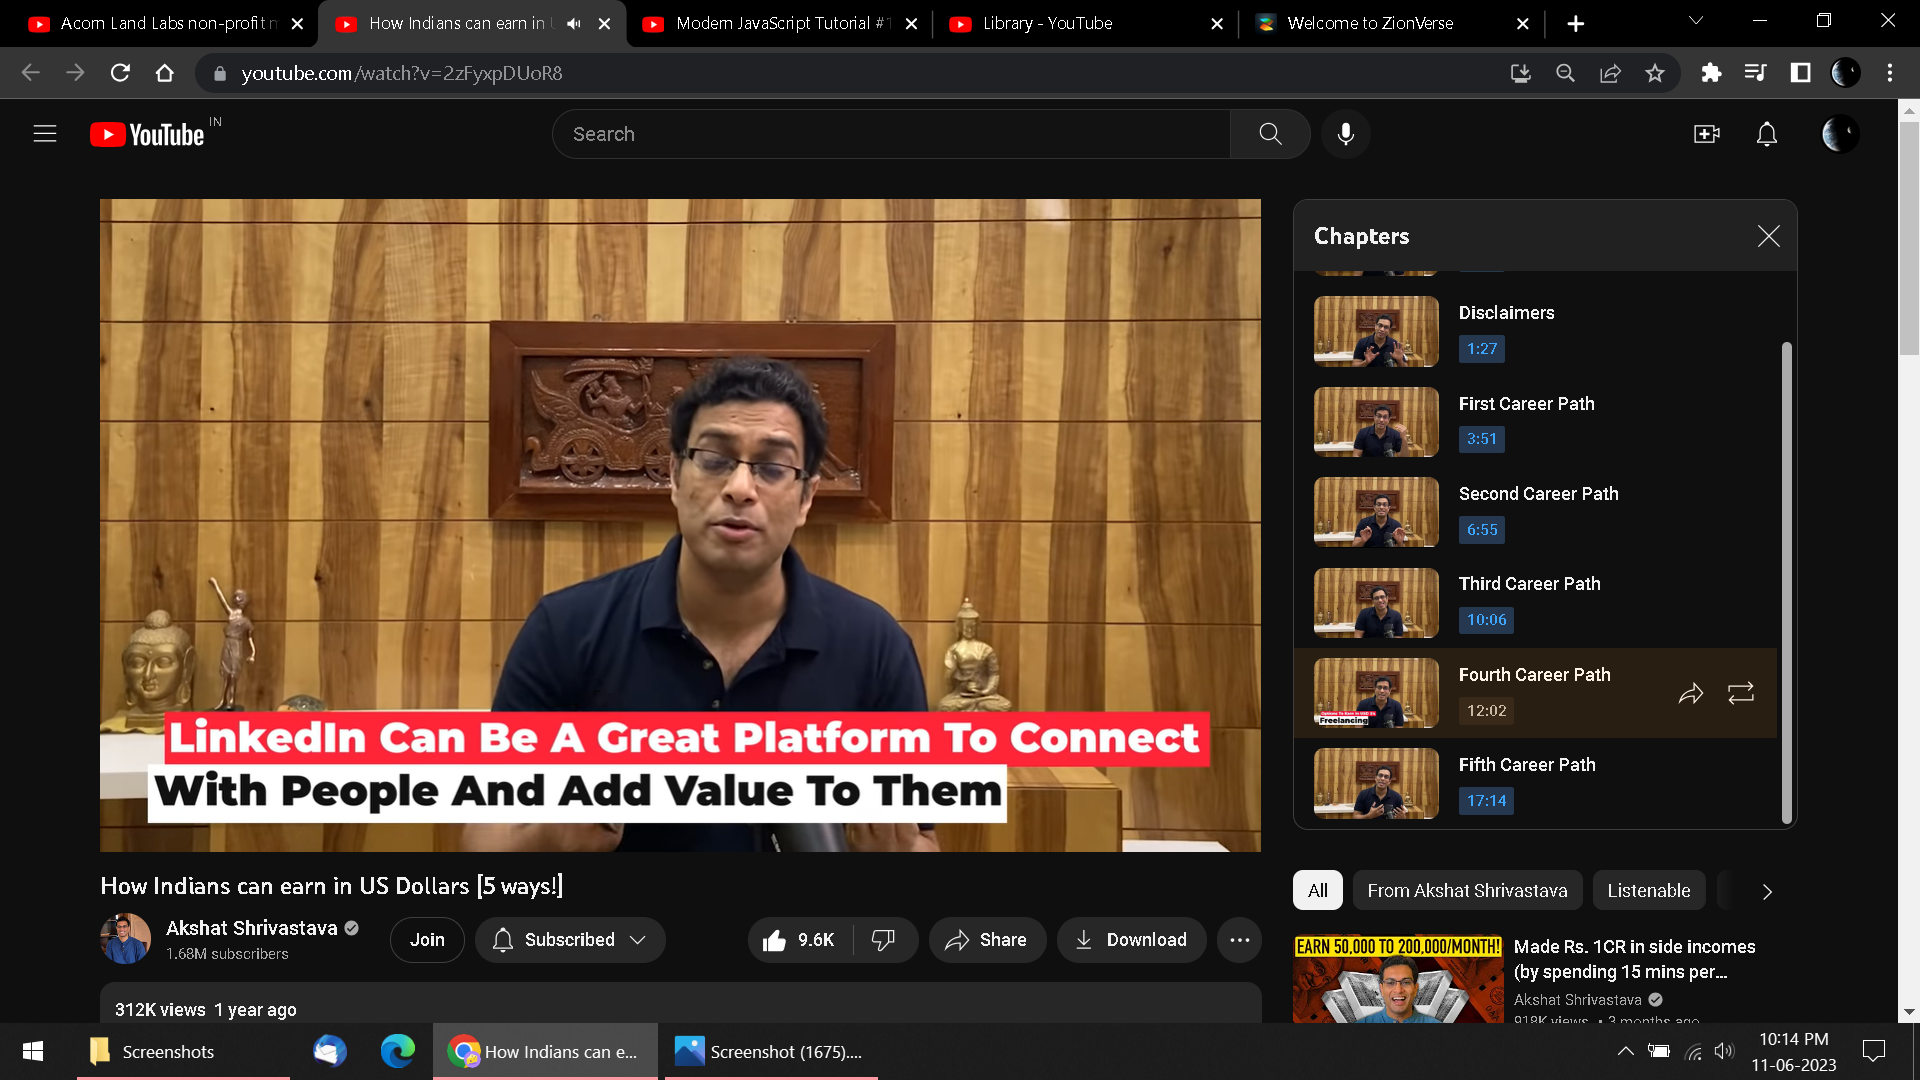 Acorn Land Labs non-profit
How Indians can earn in
Modern JavaScript Tutorial #
Library - YouTube
Welcome to ZionVerse
youtube.com/watch?v=2zFyxpDUoR8
YouTube
IN
Search
LinkedIn Can Be A Great Platform To Connect
With People And Add Value To Them
Chapters
Disclaimers
1:27
First Career Path
3:51
Second Career Path
6:55
Third Career Path
10:06
Fourth Career Path
12:02
Options To Earn In USD
Freelancing
Fifth Career Path
17:14
How Indians can earn in US Dollars [5 ways!]
Akshat Shrivastava
1.68M subscribers
Join
Subscribed
9.6K
Share
Download
312K views 1 year ago
All
From Akshat Shrivastava
Listenable
EARN 50,000 TO 200,000/MONTH!
Made Rs. 1CR in side incomes
(by spending 15 mins per...
Akshat Shrivastava
918K views • 3 months ago
Screenshots
How Indians can e...
Screenshot (1675)....
10:14 PM
11-06-2023